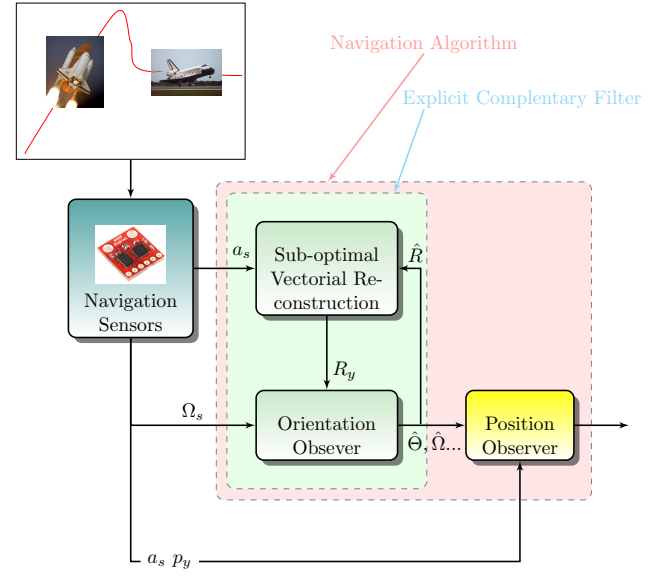 Navigation Algorithm
Explicit Complentary Filter
a_s
Sub-optimal
Vectorial Re-
construction
R̂
Navigation
Sensors
R_y
Ω_s
Orientation
Obsever
Θ̂, Ω̂...
Position
Observer
a_s p_y